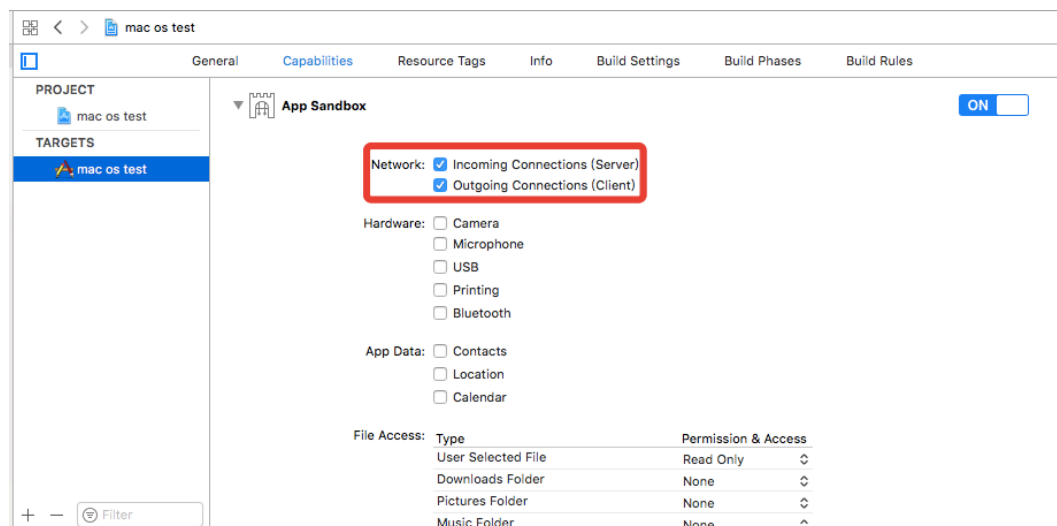 mac os test
General Capabilities Resource Tags Info Build Settings Build Phases Build Rules
PROJECT
mac os test
TARGETS
mac os test
App Sandbox
ON
Network: Incoming Connections (Server)
Outgoing Connections (Client)
Hardware: Camera
Microphone
USB
Printing
Bluetooth
App Data: Contacts
Location
Calendar
File Access: Type Permission & Access
User Selected File Read Only
Downloads Folder None
Pictures Folder None
Music Folder None
Filter